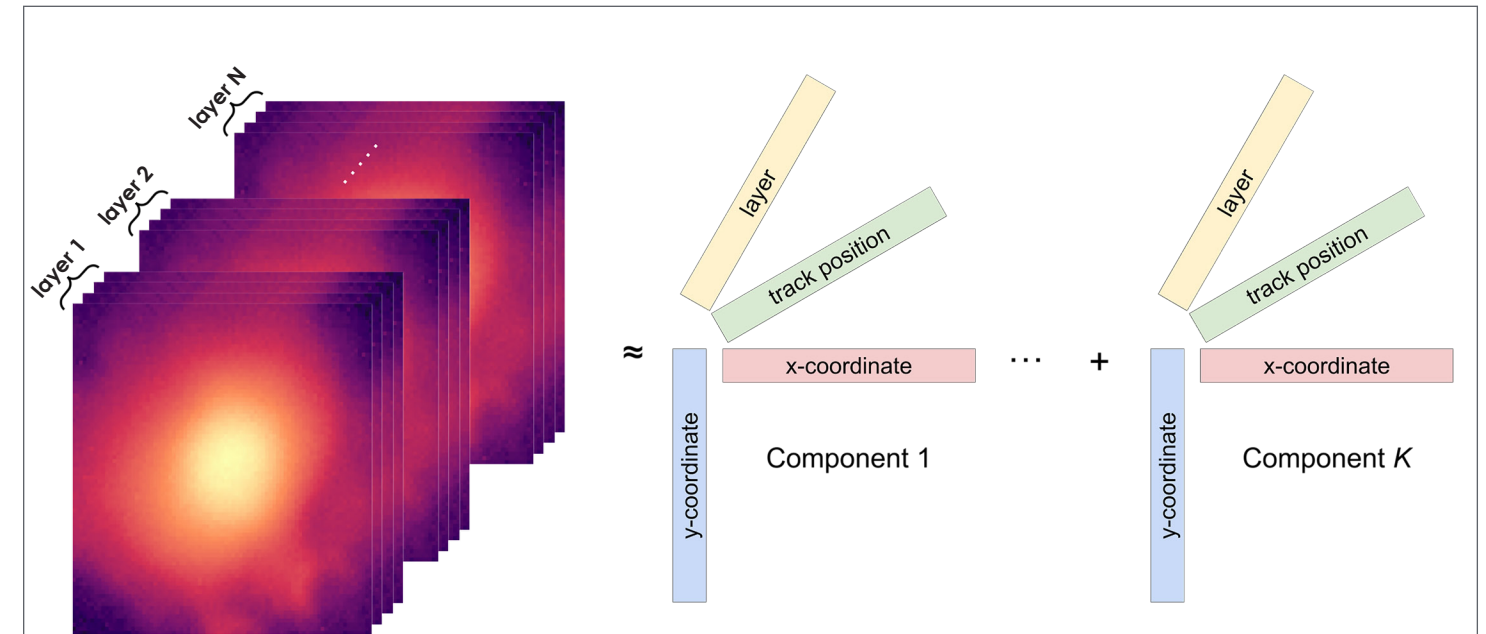 layer N
layer 2
layer 1
layer
track position
≈
x-coordinate
y-coordinate
Component 1
...
+
layer
track position
x-coordinate
y-coordinate
Component K